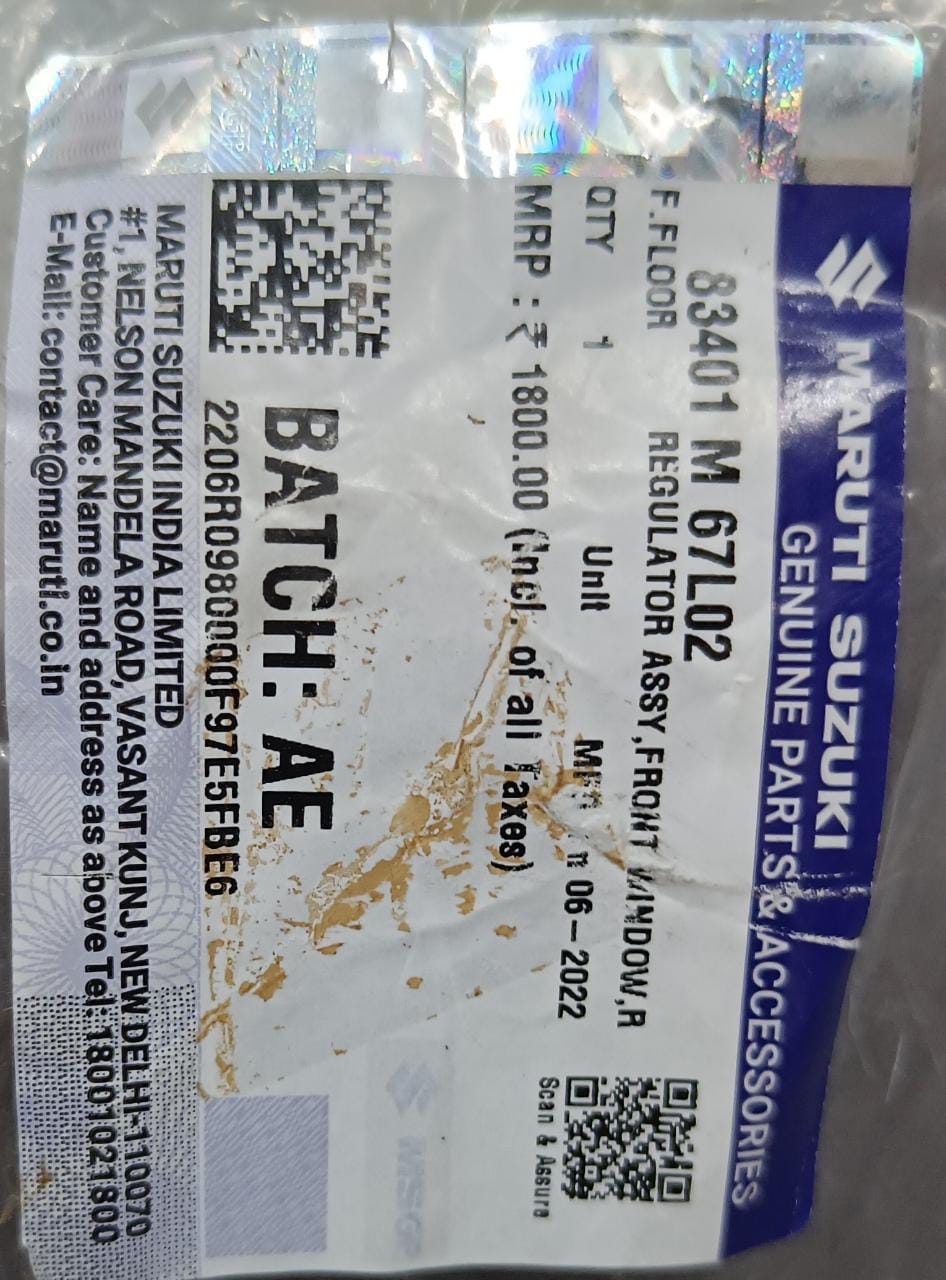 MARUTI SUZUKI
GENUINE PARTS & ACCESSORIES
83401 M 67L02
F.FLOOR REGULATOR ASSY,FRONT WINDOW,R
QTY 1 Unit 06-2022
MRP : ₹ 1800.00 (Incl. of all Taxes)
Scan & Assure
BATCH: AE
2206R0980000F97E5FBE6
MARUTI SUZUKI INDIA LIMITED
#1, NELSON MANDELA ROAD, VASANT KUNJ, NEW DELHI-110070
Customer Care: Name and address as above Tel: 18001021800
E-Mail: contact@maruti.co.in